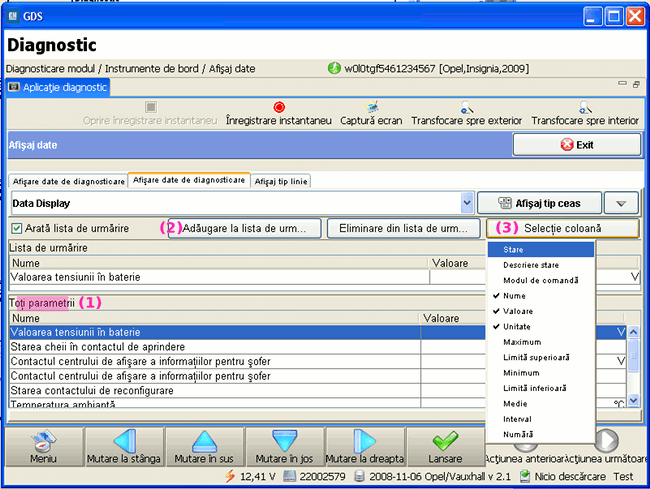 GDS
Diagnostic
Diagnosticare modul / Instrumente de bord / Afişaj date
w0l0tgf5461234567 [Opel,Insignia,2009]
Aplicaţie diagnostic
Oprire înregistrare instantaneu
Înregistrare instantaneu
Captură ecran
Transfocare spre exterior
Transfocare spre interior
Afişaj date
Exit
Afişare date de diagnosticare
Afişare date de diagnosticare
Afişaj tip linie
Data Display
Afişaj tip ceas
Arată lista de urmărire
(2) Adăugare la lista de urm...
Eliminare din lista de urm...
(3) Selecţie coloană
Lista de urmărire
Nume
Valoare
Valoarea tensiunii în baterie
V
Toţi parametrii (1)
Nume
Valoare
Valoarea tensiunii în baterie
V
Starea cheii în contactul de aprindere
Contactul centrului de afişare a informaţiilor pentru şofer
V
Contactul centrului de afişare a informaţiilor pentru şofer
Starea contactului de reconfigurare
Temperatura ambiantă
°C
Stare
Descriere stare
Modul de comandă
Nume
Valoare
Unitate
Maximum
Limită superioară
Minimum
Limită inferioară
Medie
Interval
Numără
Meniu
Mutare la stânga
Mutare în sus
Mutare în jos
Mutare la dreapta
Lansare
Acţiunea anterioară
Acţiunea următoare
12,41 V
22002579
2008-11-06 Opel/Vauxhall v 2.1
Nicio descărcare
Test